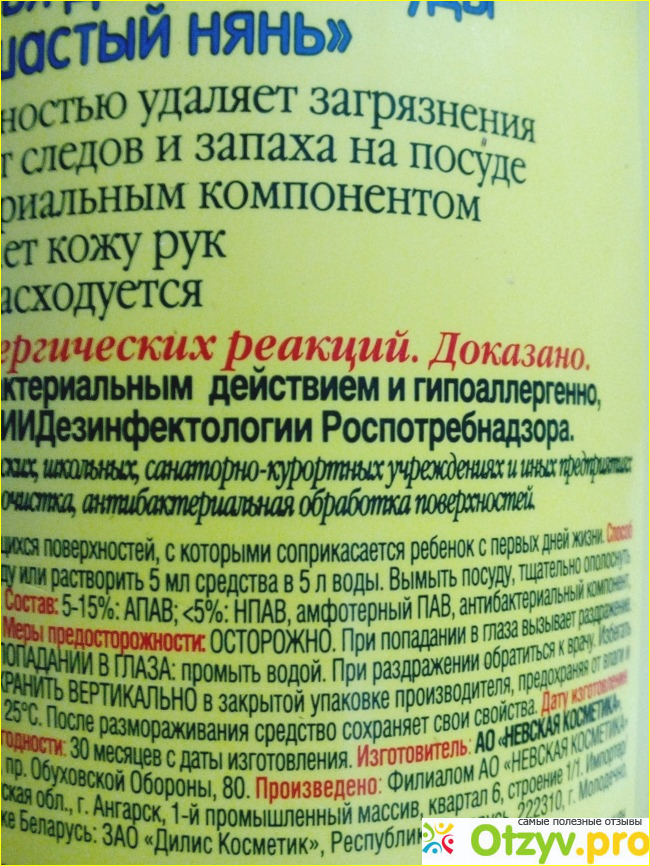 шастый нянь»
ностью удаляет загрязнения
т следов и запаха на посуде
риальным компонентом
ет кожу рук
асходуется
ергических реакций. Доказано.
ктериальным действием и гипоаллергенно,
ИИДезинфектологии Роспотребнадзора.
ских, школьных, санаторно-курортных учреждениях и иных предприятиях
очистка, антибактериальная обработка поверхностей.
щихся поверхностей, с которыми соприкасается ребенок с первых дней жизни. Способ
ду или растворить 5 мл средства в 5 л воды. Вымыть посуду, тщательно ополоснуть
Состав: 5-15%: АПАВ; <5%: НПАВ, амфотерный ПАВ, антибактериальный компонент,
Меры предосторожности: ОСТОРОЖНО. При попадании в глаза вызывает раздражение.
ПОПАДАНИИ В ГЛАЗА: промыть водой. При раздражении обратиться к врачу. Избегать
ХРАНИТЬ ВЕРТИКАЛЬНО в закрытой упаковке производителя, предохраняя от влаги и
25°С. После размораживания средство сохраняет свои свойства. Дату изготовления
годности: 30 месяцев с даты изготовления. Изготовитель: АО «НЕВСКАЯ КОСМЕТИКА»,
пр. Обуховской Обороны, 80. Произведено: Филиалом АО «НЕВСКАЯ КОСМЕТИКА»
ская обл., г. Ангарск, 1-й промышленный массив, квартал 6, строение 1/1. Импортер
ке Беларусь: ЗАО «Дилис Косметик», Республи 222310, г. Молодечно,
самые полезные отзывы
Otzyv.pro